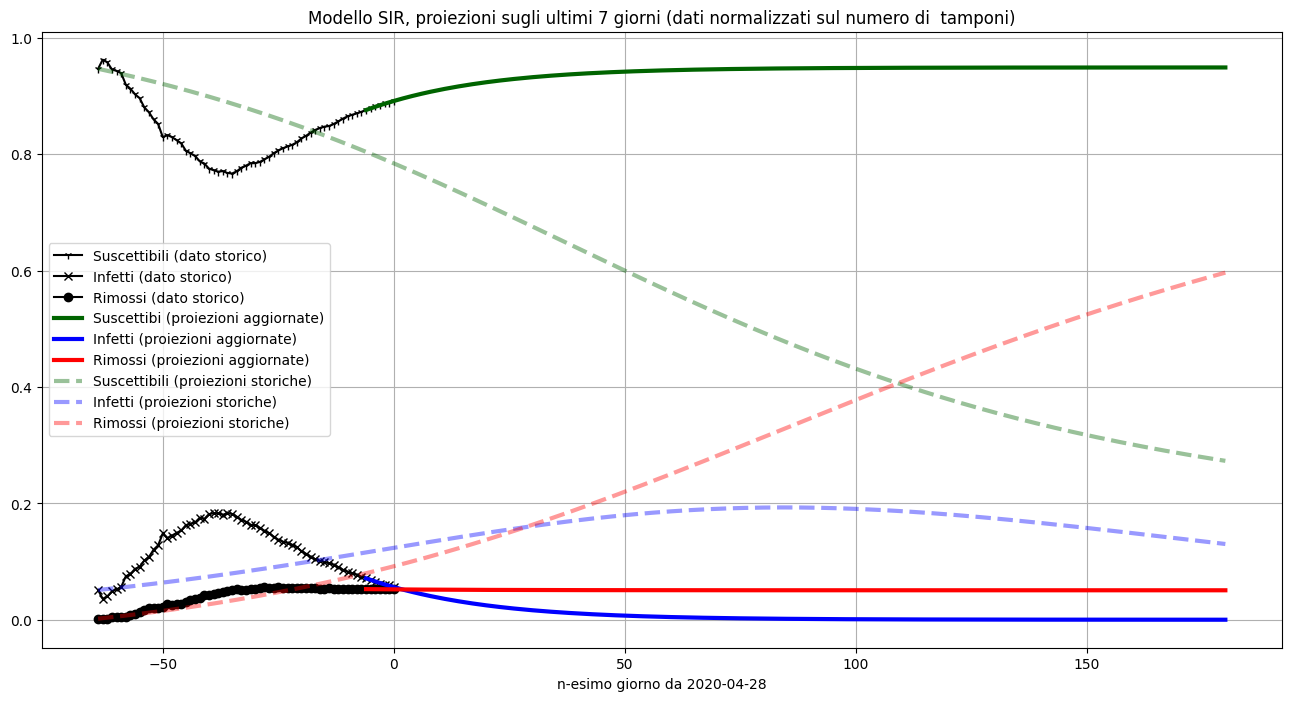 Modello SIR, proiezioni sugli ultimi 7 giorni (dati normalizzati sul numero di  tamponi)
1.0
0.8
0.6
0.4
0.2
0.0
Suscettibili (dato storico)
Infetti (dato storico)
Rimossi (dato storico)
Suscettibi (proiezioni aggiornate)
Infetti (proiezioni aggiornate)
Rimossi (proiezioni aggiornate)
Suscettibili (proiezioni storiche)
Infetti (proiezioni storiche)
Rimossi (proiezioni storiche)
−50 0 50 100 150
n-esimo giorno da 2020-04-28